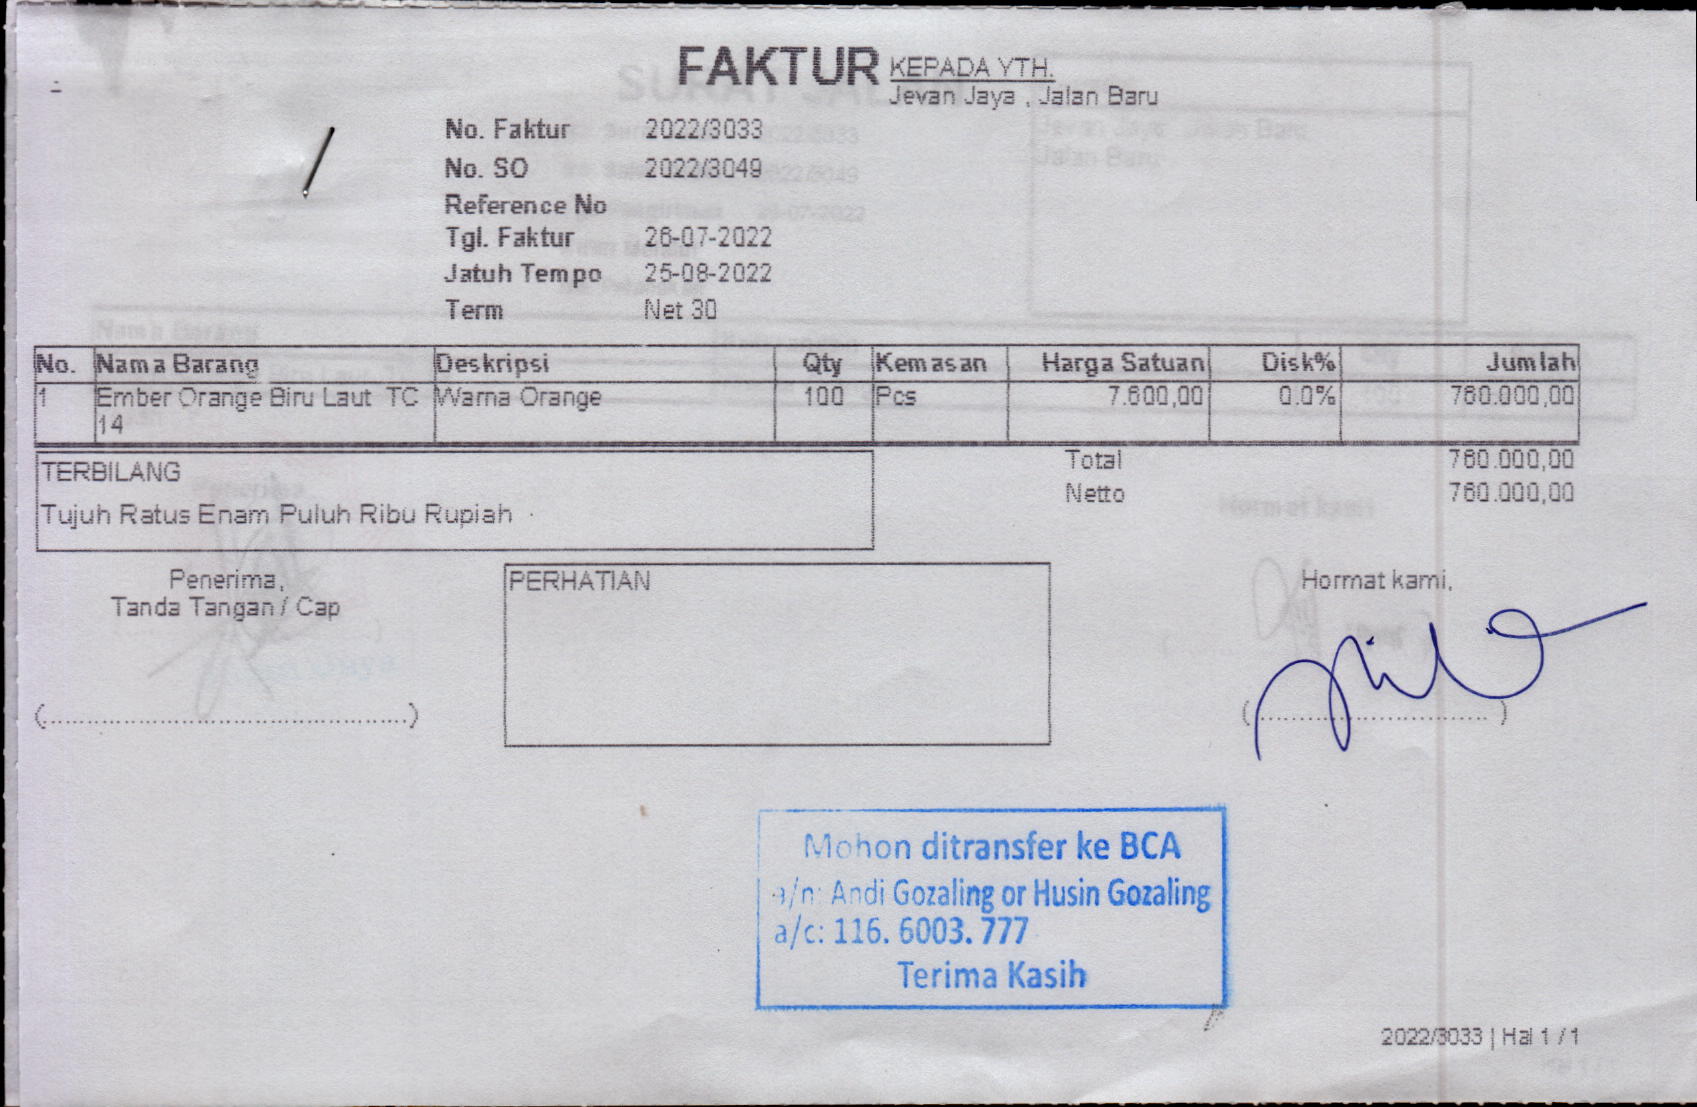 FAKTUR
KEPADA YTH.
Jevan Jaya , Jalan Baru
No. Faktur 2022/3033
No. SO 2022/3049
Reference No
Tgl. Faktur 26-07-2022
Jatuh Tempo 25-08-2022
Term Net 30
No. Nama Barang Deskripsi Qty Kemasan Harga Satuan Disk% Jumlah
1 Ember Orange Biru Laut TC Warna Orange 100 Pcs 7.600,00 0.0% 760.000,00
14
TERBILANG
Tujuh Ratus Enam Puluh Ribu Rupiah
Total 760.000,00
Netto 760.000,00
Penerima,
Tanda Tangan / Cap
(..........................................)
PERHATIAN
Hormat kami,
(..........................)
Mohon ditransfer ke BCA
a/n: Andi Gozaling or Husin Gozaling
a/c: 116. 6003. 777
Terima Kasih
2022/3033 | Hal 1 / 1